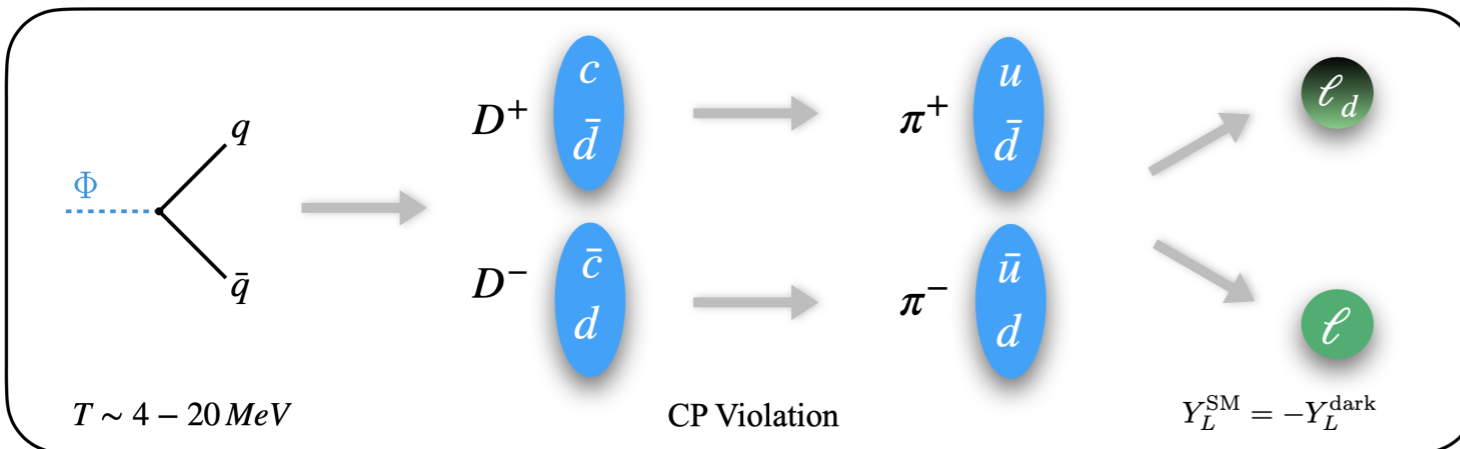 Φ
q
q̄
D⁺
c
d̄
π⁺
u
d̄
ℓ_d
D⁻
c̄
d
π⁻
ū
d
ℓ
T ∼ 4 − 20 MeV
CP Violation
Y_L^SM = −Y_L^dark